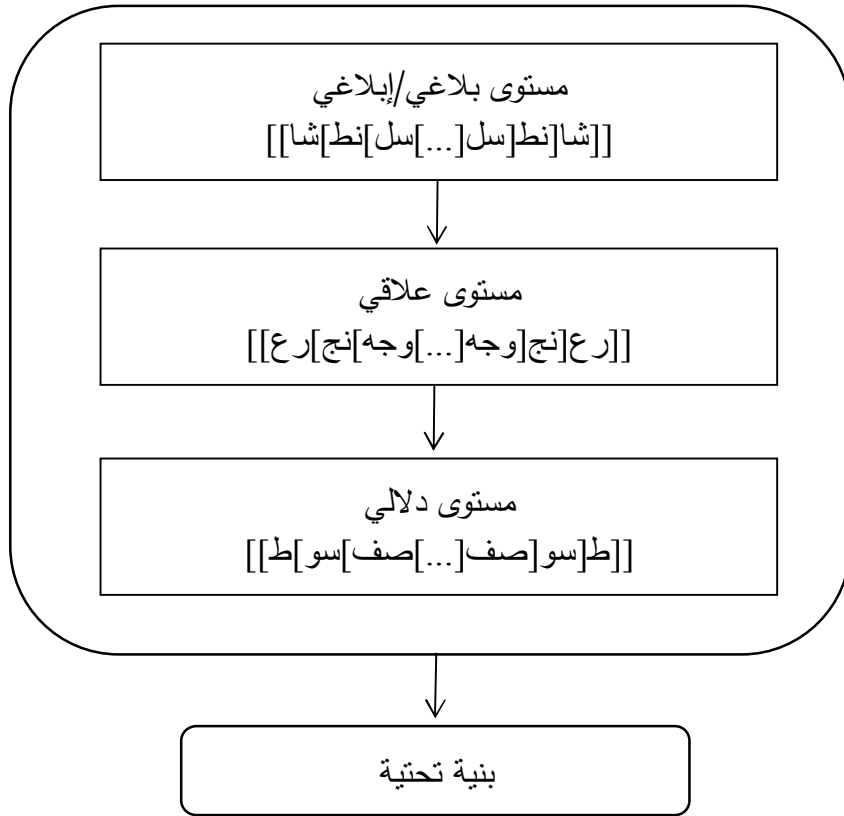 مستوى بلاغي/إبلاغي
[[شا]نط]سل[...]سل[نط[شا]]
مستوى علاقي
[[رع]نج]وجه[...]وجه[نج[رع]]
مستوى دلالي
[[ط]سو]صف[...]صف[سو[ط]]
بنية تحتية